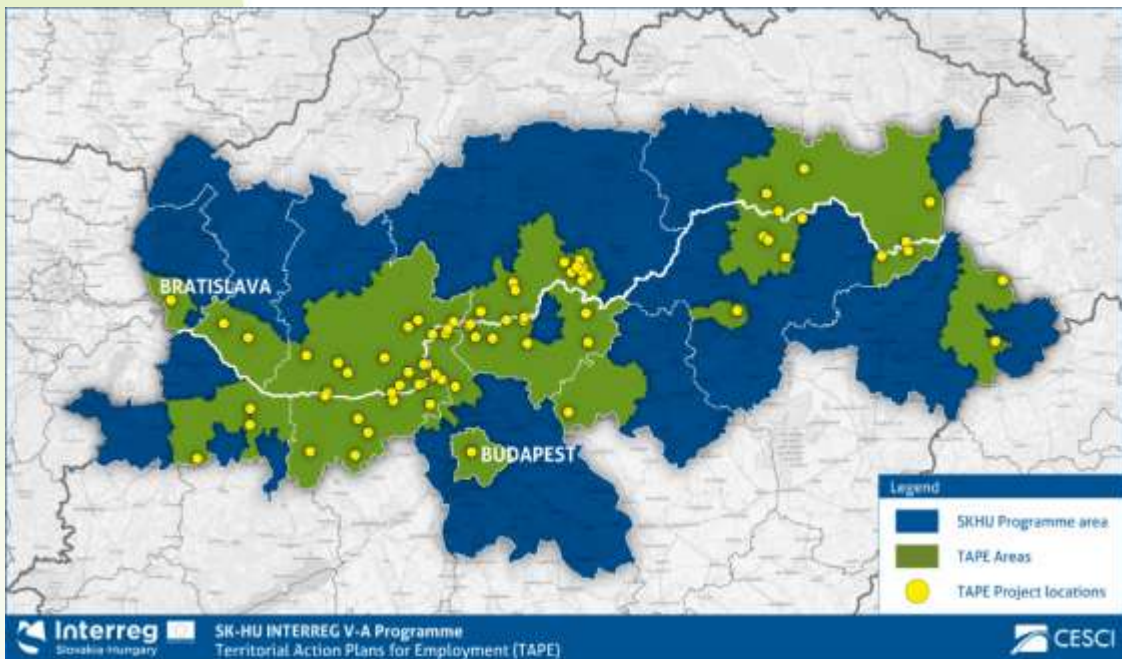 BRATISLAVA
BUDAPEST
Legend
SKHU Programme area
TAPE Areas
TAPE Project locations
Interreg
Slovakia-Hungary
SK-HU INTERREG V-A Programme
Territorial Action Plans for Employment (TAPE)
CESCI